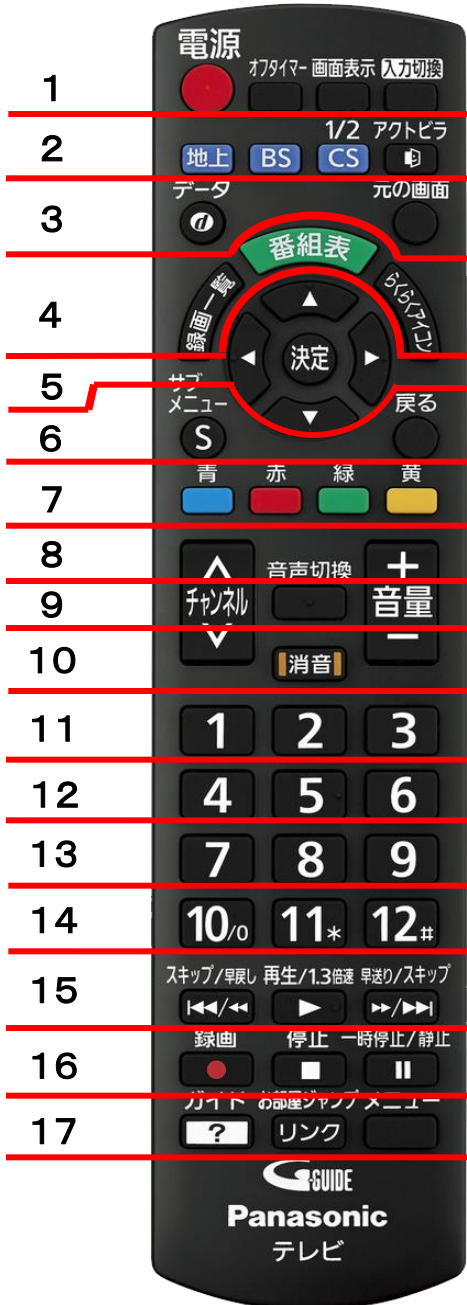 電源
オフタイマー 画面表示 入力切換
1
1/2 アクトビラ
2 地上 BS CS
データ 元の画面
3 d
番組表
4 録画一覧 らくらくアイコン
▲
◀ 決定 ▶
5 サブ
メニュー ▼ 戻る
6 S
青 赤 緑 黄
7
8 ∧ 音声切換 +
9 チャンネル 音量
∨ −
10 消音
11 1 2 3
12 4 5 6
13 7 8 9
14 10/0 11* 12#
スキップ/早戻し 再生/1.3倍速 早送り/スキップ
15 |◀◀/◀◀ ▶ ▶▶/▶▶|
録画 停止 一時停止/静止
16 ● ■ ❚❚
ガイド お部屋ジャンプ メニュー
17 ? リンク
G-GUIDE
Panasonic
テレビ